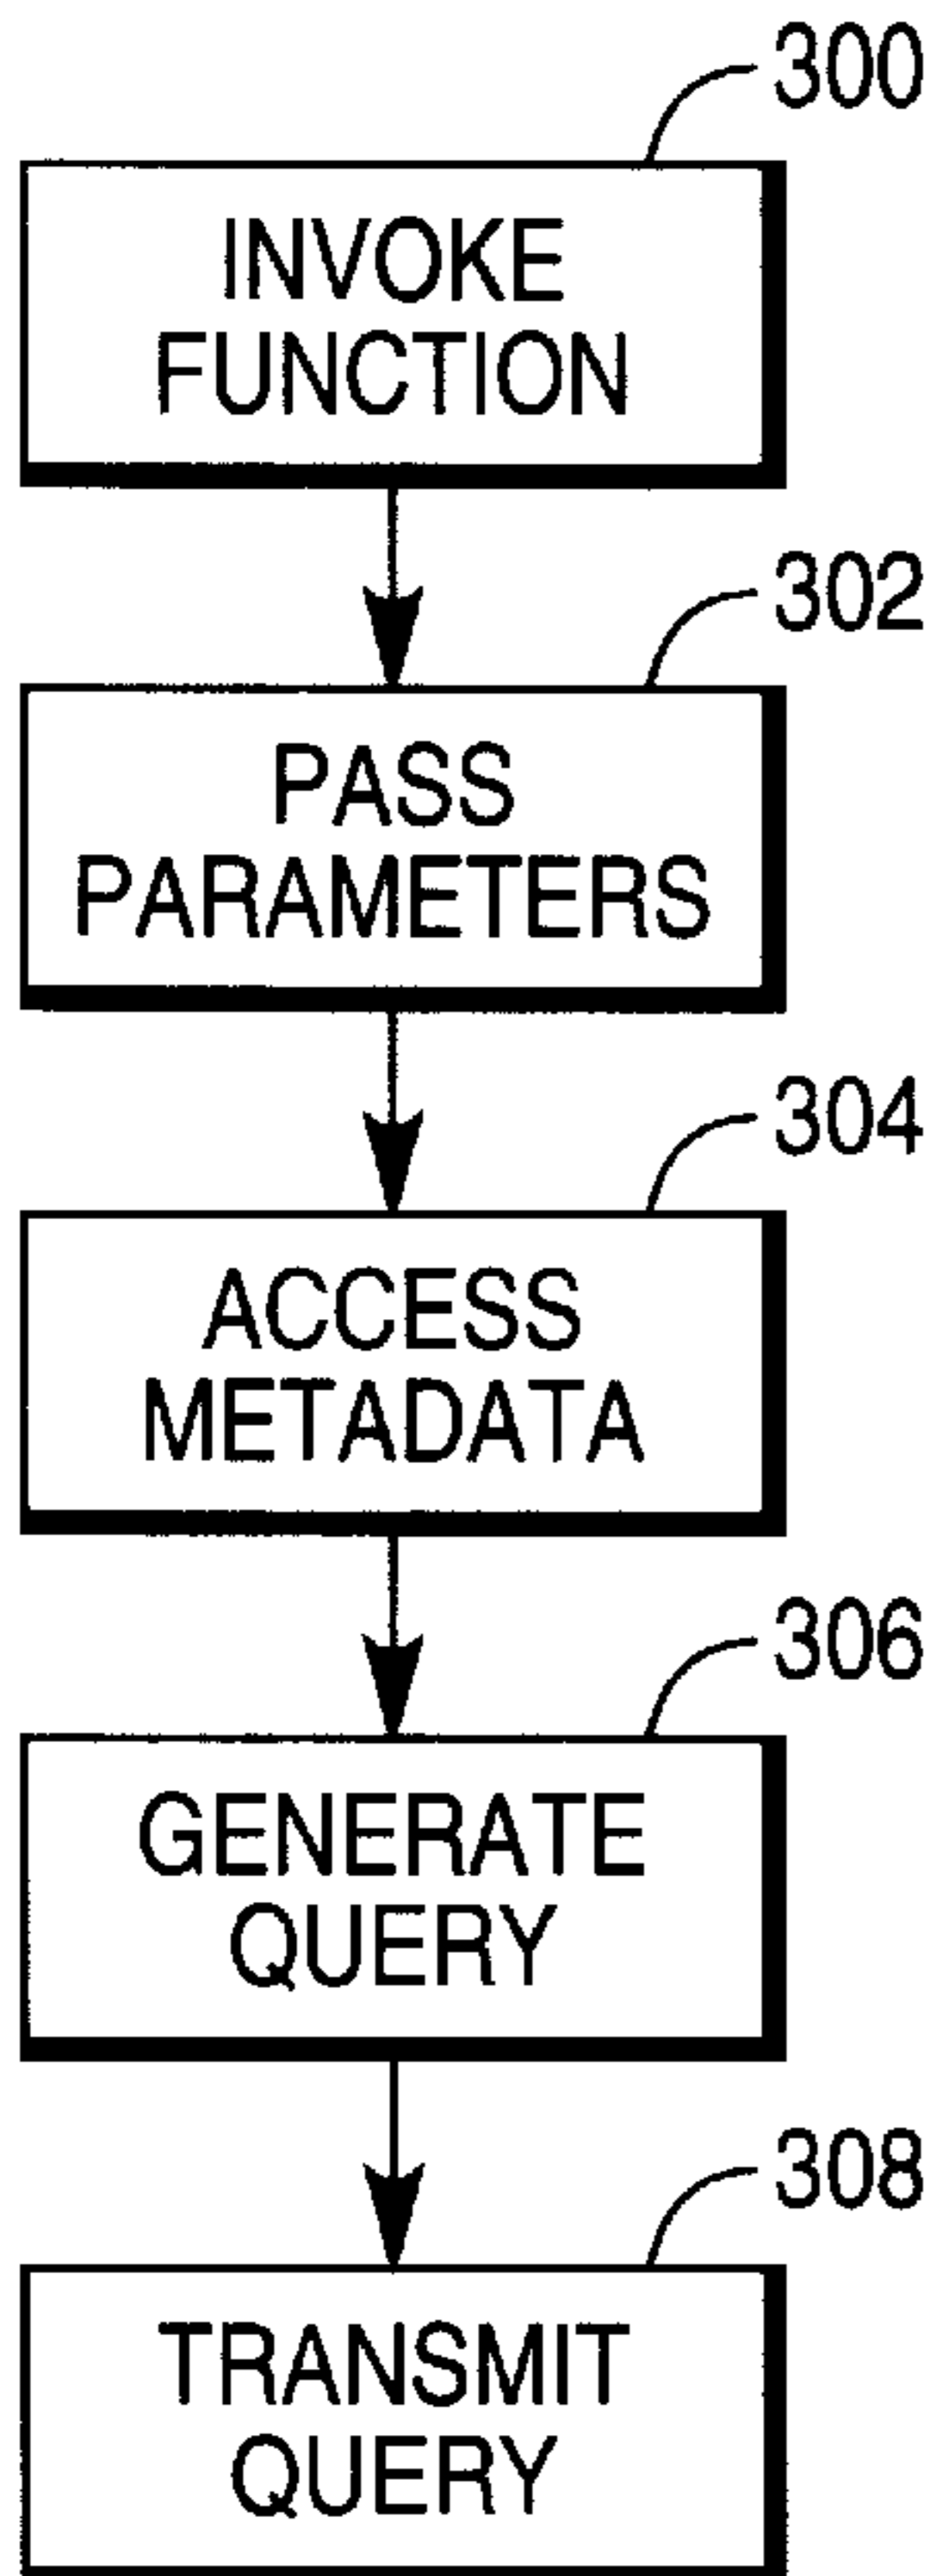 300
INVOKE
FUNCTION
302
PASS
PARAMETERS
304
ACCESS
METADATA
306
GENERATE
QUERY
308
TRANSMIT
QUERY